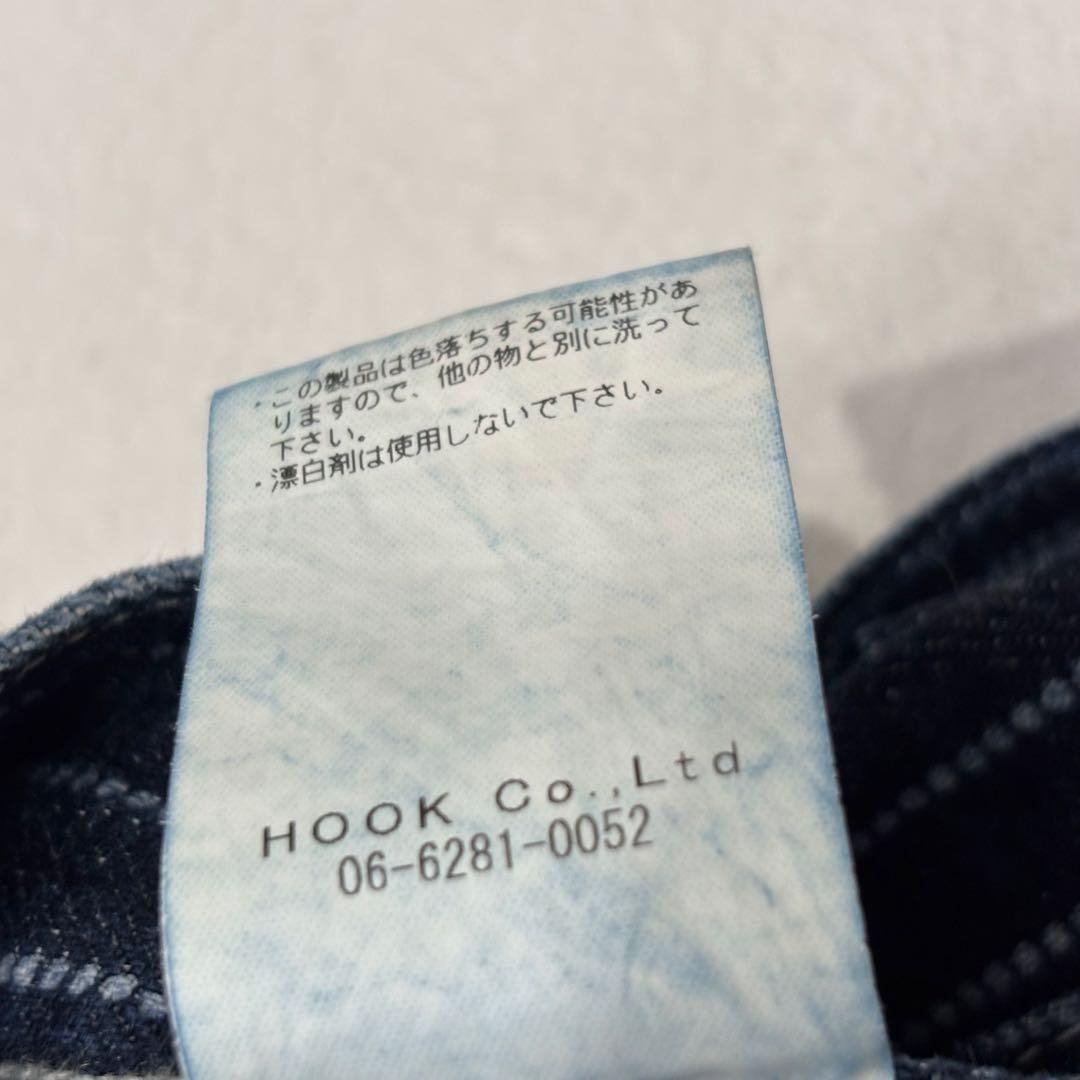 ・この製品は色落ちする可能性があ
りますので、他の物と別に洗って
下さい。
・漂白剤は使用しないで下さい。
HOOK Co.,Ltd
06-6281-0052